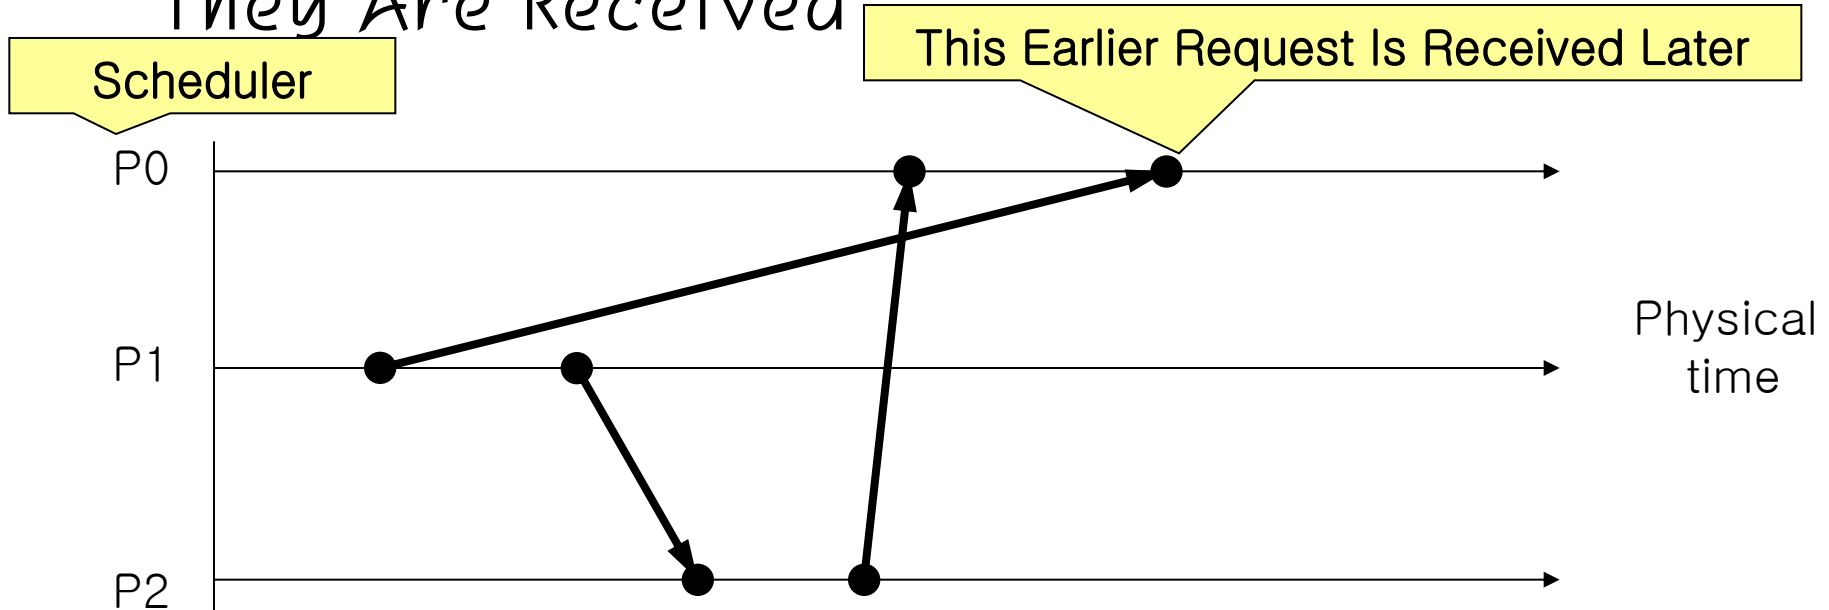 They Are Received
This Earlier Request Is Received Later
Scheduler
P0
P1
Physical
time
P2